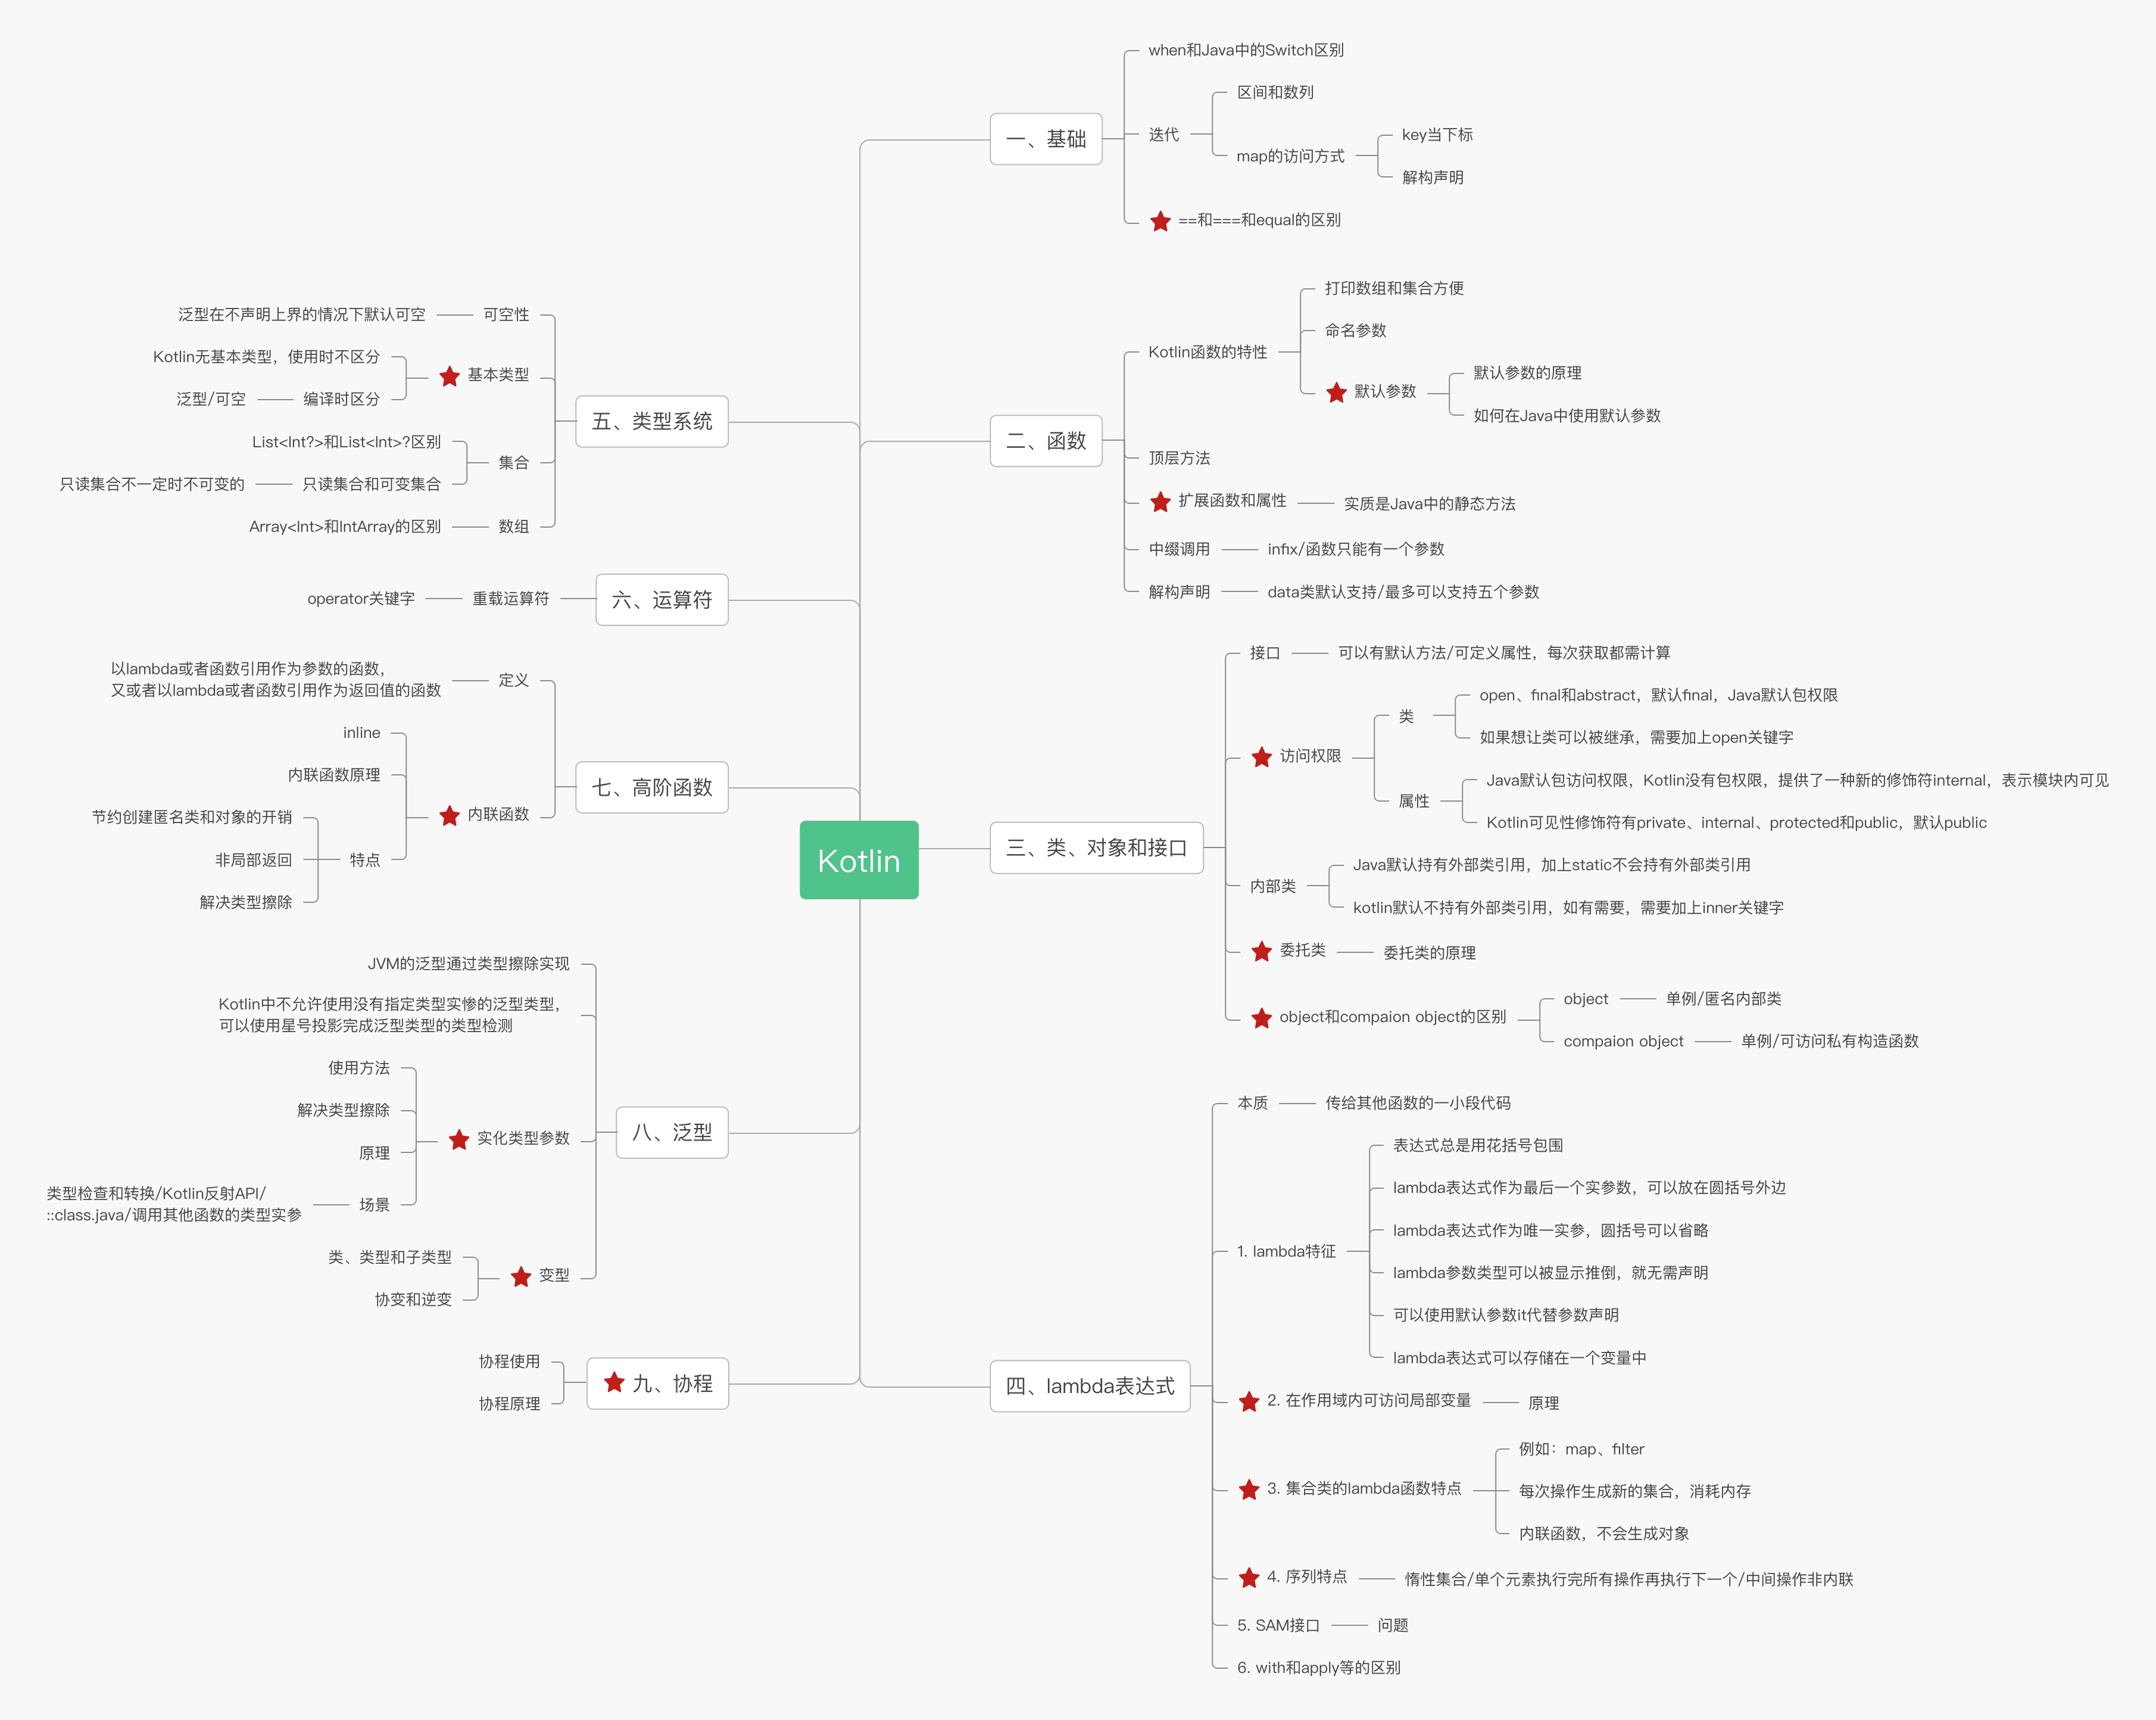 Kotlin
一、基础
when和Java中的Switch区别
迭代
区间和数列
map的访问方式
key当下标
解构声明
==和===和equal的区别
二、函数
Kotlin函数的特性
打印数组和集合方便
命名参数
默认参数
默认参数的原理
如何在Java中使用默认参数
顶层方法
扩展函数和属性
实质是Java中的静态方法
中缀调用
infix/函数只能有一个参数
解构声明
data类默认支持/最多可以支持五个参数
三、类、对象和接口
接口
可以有默认方法/可定义属性，每次获取都需计算
访问权限
类
open、final和abstract，默认final，Java默认包权限
如果想让类可以被继承，需要加上open关键字
属性
Java默认包访问权限，Kotlin没有包权限，提供了一种新的修饰符internal，表示模块内可见
Kotlin可见性修饰符有private、internal、protected和public，默认public
内部类
Java默认持有外部类引用，加上static不会持有外部类引用
kotlin默认不持有外部类引用，如有需要，需要加上inner关键字
委托类
委托类的原理
object和compaion object的区别
object
单例/匿名内部类
compaion object
单例/可访问私有构造函数
四、lambda表达式
本质
传给其他函数的一小段代码
1. lambda特征
表达式总是用花括号包围
lambda表达式作为最后一个实参数，可以放在圆括号外边
lambda表达式作为唯一实参，圆括号可以省略
lambda参数类型可以被显示推倒，就无需声明
可以使用默认参数it代替参数声明
lambda表达式可以存储在一个变量中
2. 在作用域内可访问局部变量
原理
3. 集合类的lambda函数特点
例如：map、filter
每次操作生成新的集合，消耗内存
内联函数，不会生成对象
4. 序列特点
惰性集合/单个元素执行完所有操作再执行下一个/中间操作非内联
5. SAM接口
问题
6. with和apply等的区别
五、类型系统
可空性
泛型在不声明上界的情况下默认可空
基本类型
Kotlin无基本类型，使用时不区分
编译时区分
泛型/可空
集合
List<Int?>和List<Int>?区别
只读集合和可变集合
只读集合不一定时不可变的
数组
Array<Int>和IntArray的区别
六、运算符
重载运算符
operator关键字
七、高阶函数
定义
以lambda或者函数引用作为参数的函数，
又或者以lambda或者函数引用作为返回值的函数
内联函数
inline
内联函数原理
特点
节约创建匿名类和对象的开销
非局部返回
解决类型擦除
八、泛型
JVM的泛型通过类型擦除实现
Kotlin中不允许使用没有指定类型实惨的泛型类型，
可以使用星号投影完成泛型类型的类型检测
实化类型参数
使用方法
解决类型擦除
原理
场景
类型检查和转换/Kotlin反射API/
::class.java/调用其他函数的类型实参
变型
类、类型和子类型
协变和逆变
九、协程
协程使用
协程原理